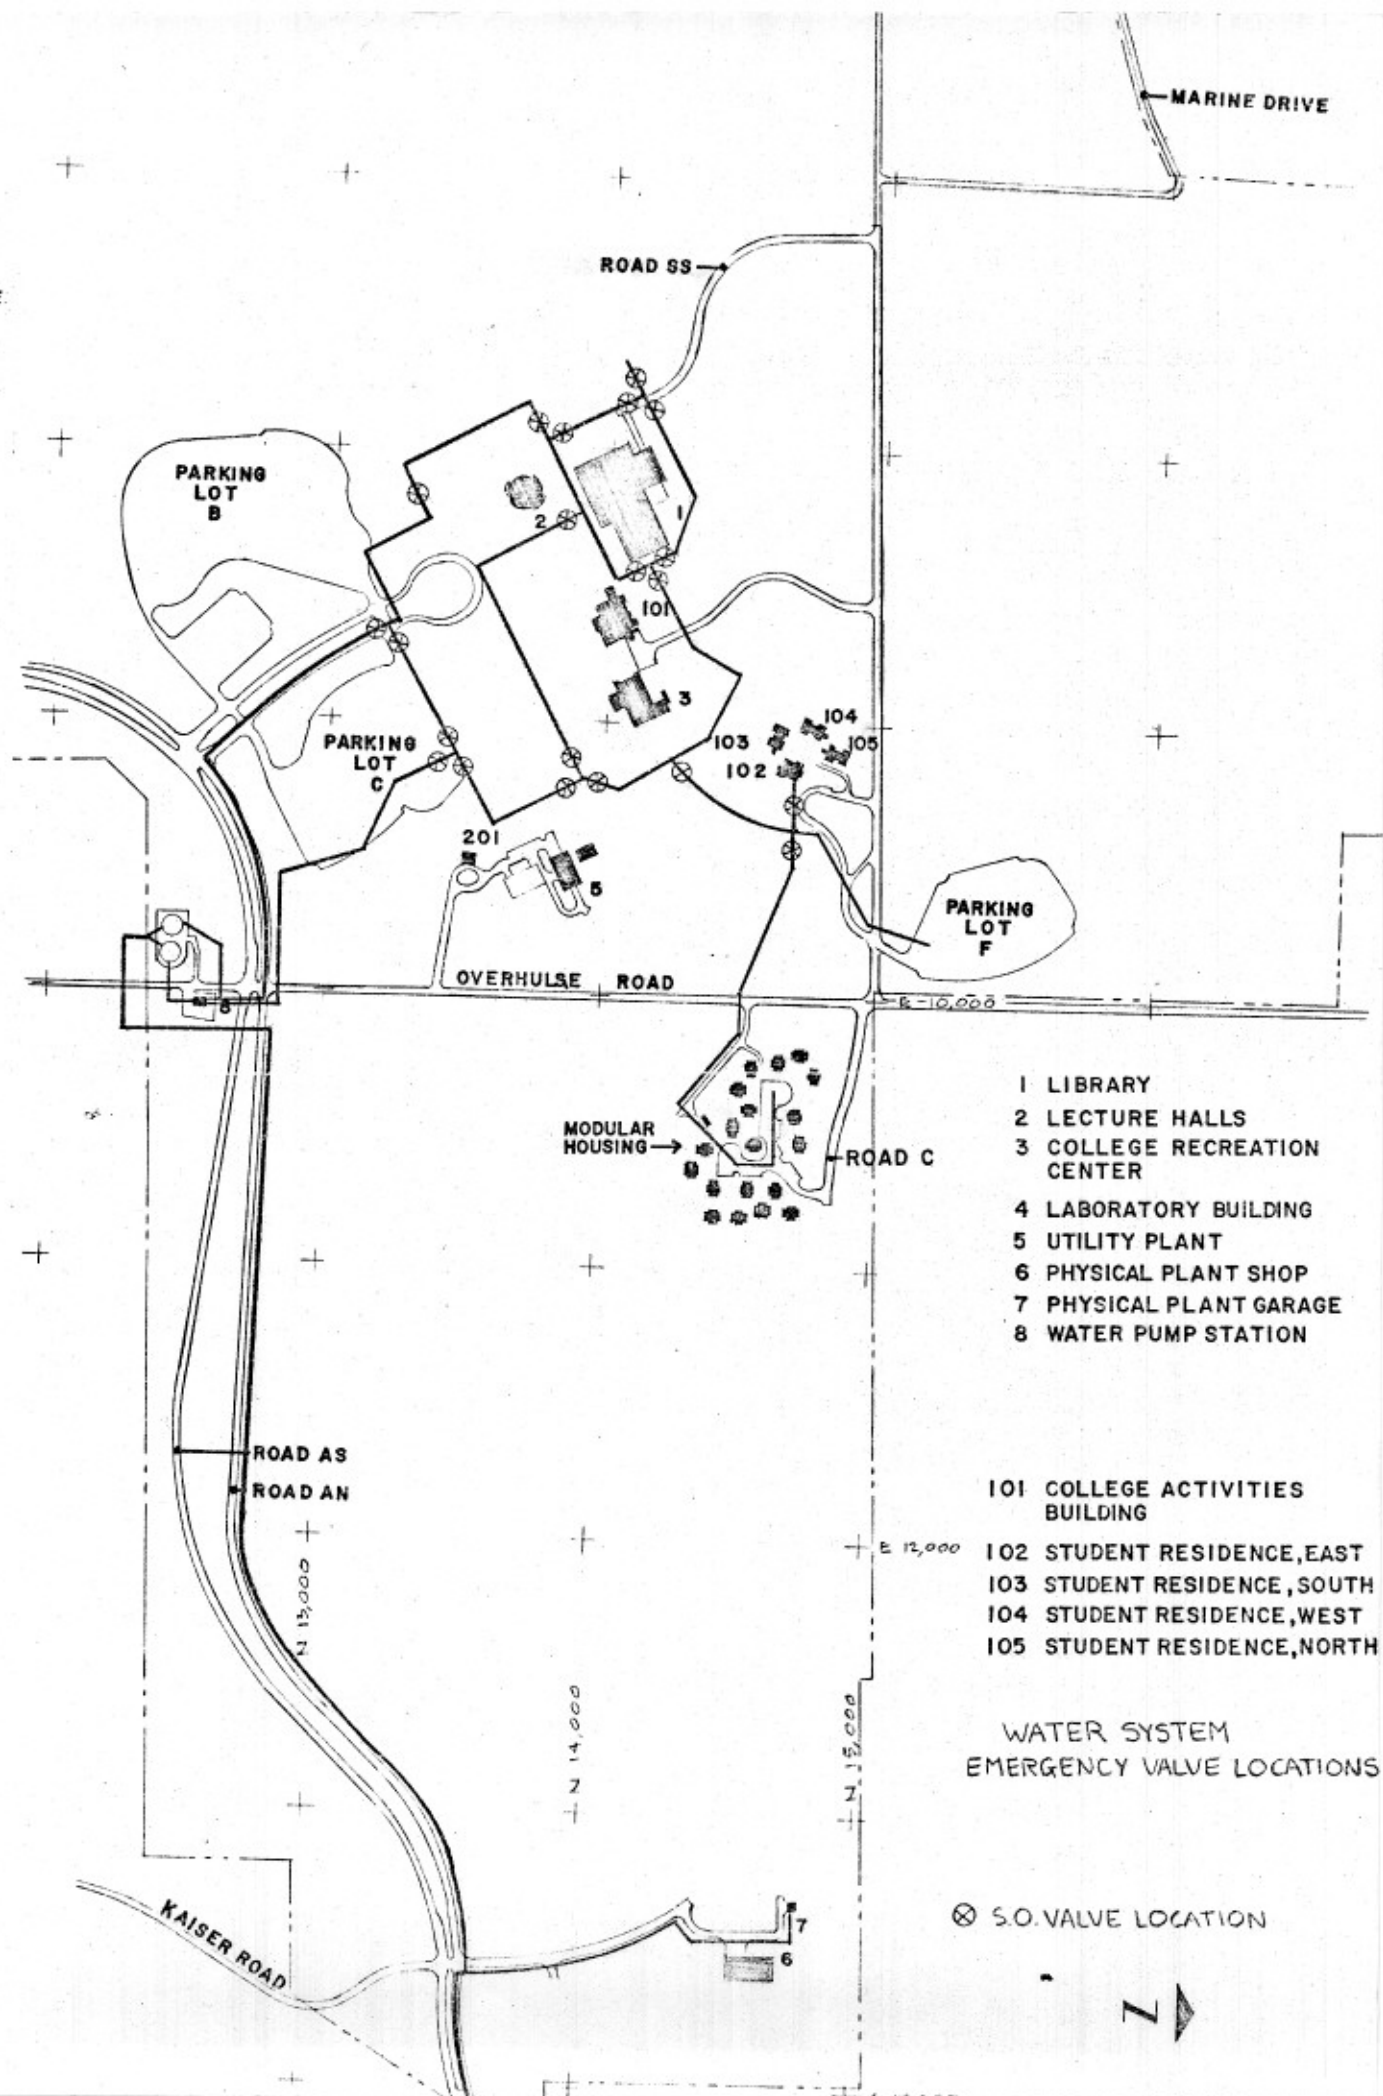 MARINE DRIVE
ROAD SS
PARKING
LOT
B
2
1
101
3
104
103
105
102
PARKING
LOT
C
201
5
PARKING
LOT
F
OVERHULSE ROAD
E 10,000
8
1 LIBRARY
2 LECTURE HALLS
3 COLLEGE RECREATION
CENTER
4 LABORATORY BUILDING
5 UTILITY PLANT
6 PHYSICAL PLANT SHOP
7 PHYSICAL PLANT GARAGE
8 WATER PUMP STATION
MODULAR
HOUSING
ROAD C
ROAD AS
ROAD AN
101 COLLEGE ACTIVITIES
BUILDING
102 STUDENT RESIDENCE, EAST
103 STUDENT RESIDENCE, SOUTH
104 STUDENT RESIDENCE, WEST
105 STUDENT RESIDENCE, NORTH
E 12,000
N 13,000
N 14,000
N 15,000
WATER SYSTEM
EMERGENCY VALVE LOCATIONS
KAISER ROAD
7
6
⊗ S.O. VALVE LOCATION
N